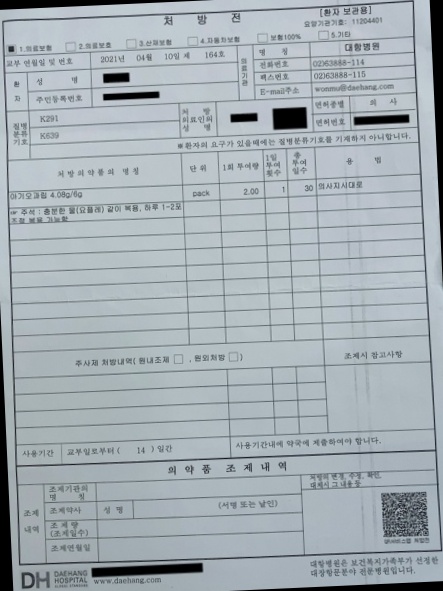 처 방 전
[환자 보관용]
요양기관기호: 11204401
1.의료보험 2.의료보호 3.산재보험 4.자동차보험 보험100% 5.기타
교부 연월일 및 번호 2021년 04월 10일 제 164호
의료기관
명 칭 대항병원
전화번호 02)63888-114
팩스번호 02)63888-115
E-mail주소 wonmu@daehang.com
환자
성 명
주민등록번호
질병분류기호
K291
K639
처 방 의료인의 성 명
면허종별 의 사
면허번호
※환자의 요구가 있을때에는 질병분류기호를 기재하지 아니합니다.
처방의약품의 명칭 단 위 1회 투여량 1일 투여 횟수 총 투여 일수 용 법
아기오과립 4.08g/6g pack 2.00 1 30 의사지시대로
☞ 주석 : 충분한 물(요플레) 같이 복용, 하루 1~2포
조절 복용 가능함
주사제 처방내역( 원내조제 , 원외처방 )
조제시 참고사항
사용기간 교부일로부터 ( 14 ) 일간 사용기간내에 약국에 제출하여야 합니다.
의 약 품 조 제 내 역
조제 내역
조제기관의 명 칭
조제약사 성 명 (서명 또는 날인)
조 제 량 (조제일수)
조제연월일
처방의 변경, 수정, 확인,
대체시 그 내용 등
DH DAEHANG HOSPITAL
www.daehang.com
대항병원은 보건복지가족부가 선정한
대장항문분야 전문병원입니다.